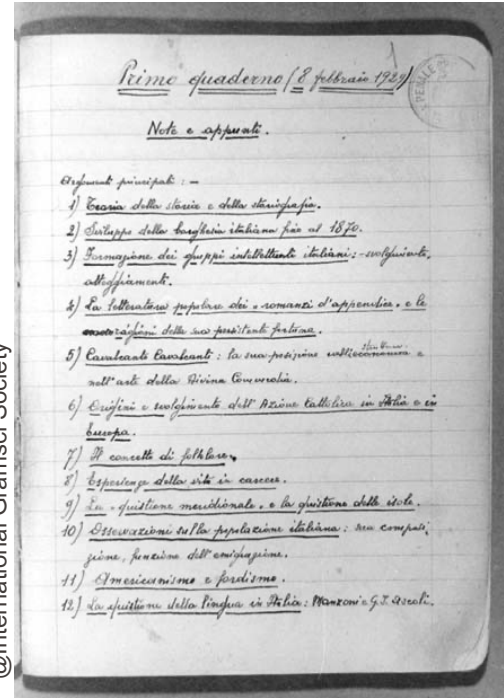 Primo quaderno (8 febbraio 1929)
1
Note e appunti.
Argomenti principali: —
1) Teoria della storia e della storiografia.
2) Sviluppo della borghesia italiana fino al 1870.
3) Formazione dei gruppi intellettuali italiani: - svolgimento,
atteggiamenti.
4) La letteratura popolare dei «romanzi d'appendice» e le
ragioni della sua persistente fortuna.
5) Cavalcante Cavalcanti: la sua posizione nella struttura e
nell'arte della Divina Commedia.
6) Origini e svolgimento dell'Azione Cattolica in Italia e in
Europa.
7) Il concetto di folklore.
8) Esperienze della vita in carcere.
9) La «quistione meridionale» e la quistione delle isole.
10) Osservazioni sulla popolazione italiana: sua composi-
zione, funzione dell'emigrazione.
11) Americanismo e fordismo.
12) La quistione della lingua in Italia: Manzoni e G. I. Ascoli.
@International Gramsci Society